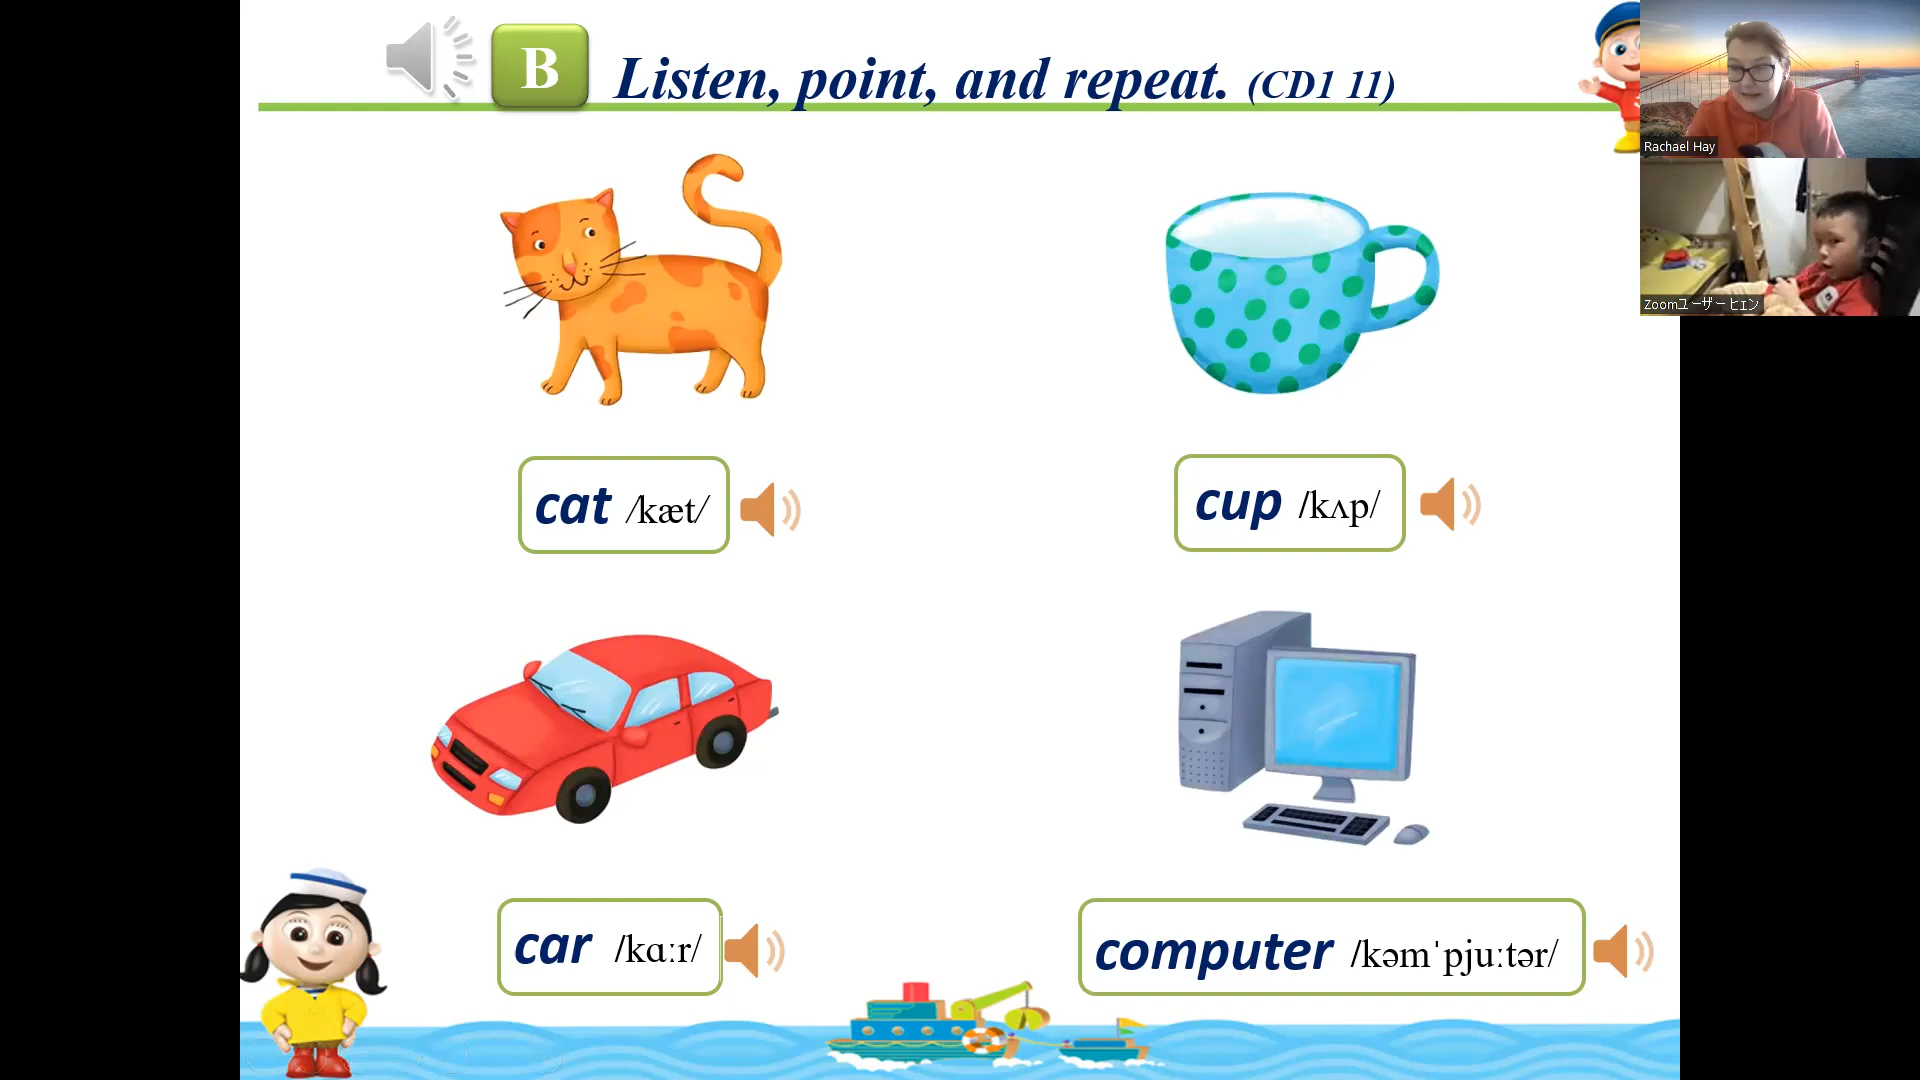 B Listen, point, and repeat. (CD1 11)
Rachael Hay
Zoomユーザーヒェン
cat /kæt/
cup /kʌp/
car /kɑːr/
computer /kəmˈpjuːtər/